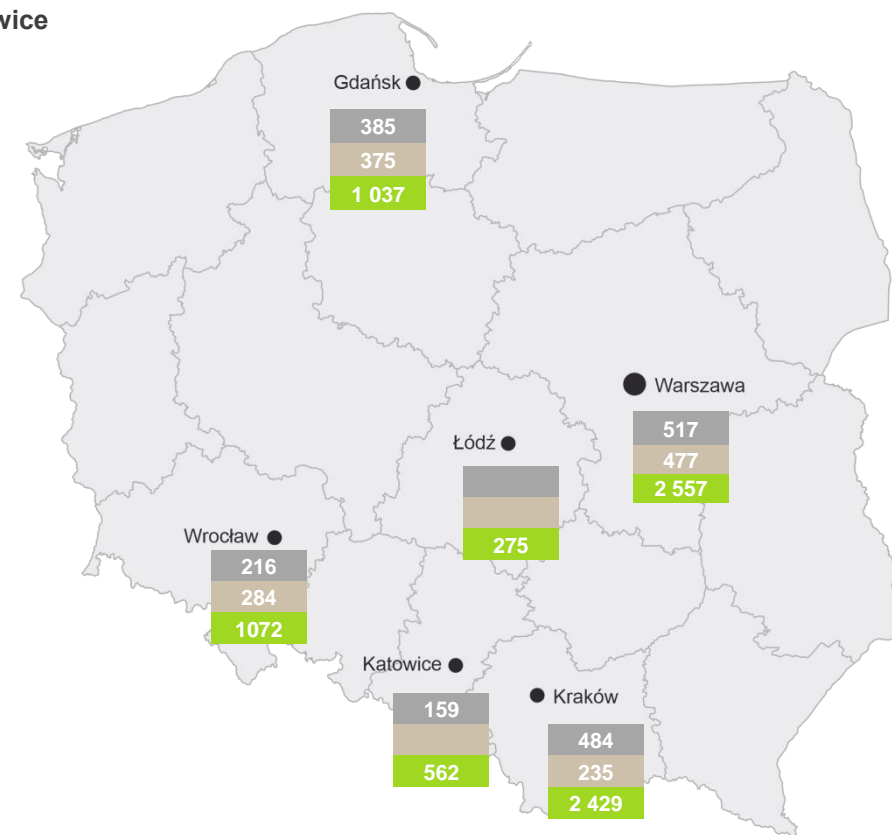 wice
Gdańsk
385
375
1 037
Warszawa
517
477
2 557
Łódź
275
Wrocław
216
284
1072
Katowice
159
562
Kraków
484
235
2 429